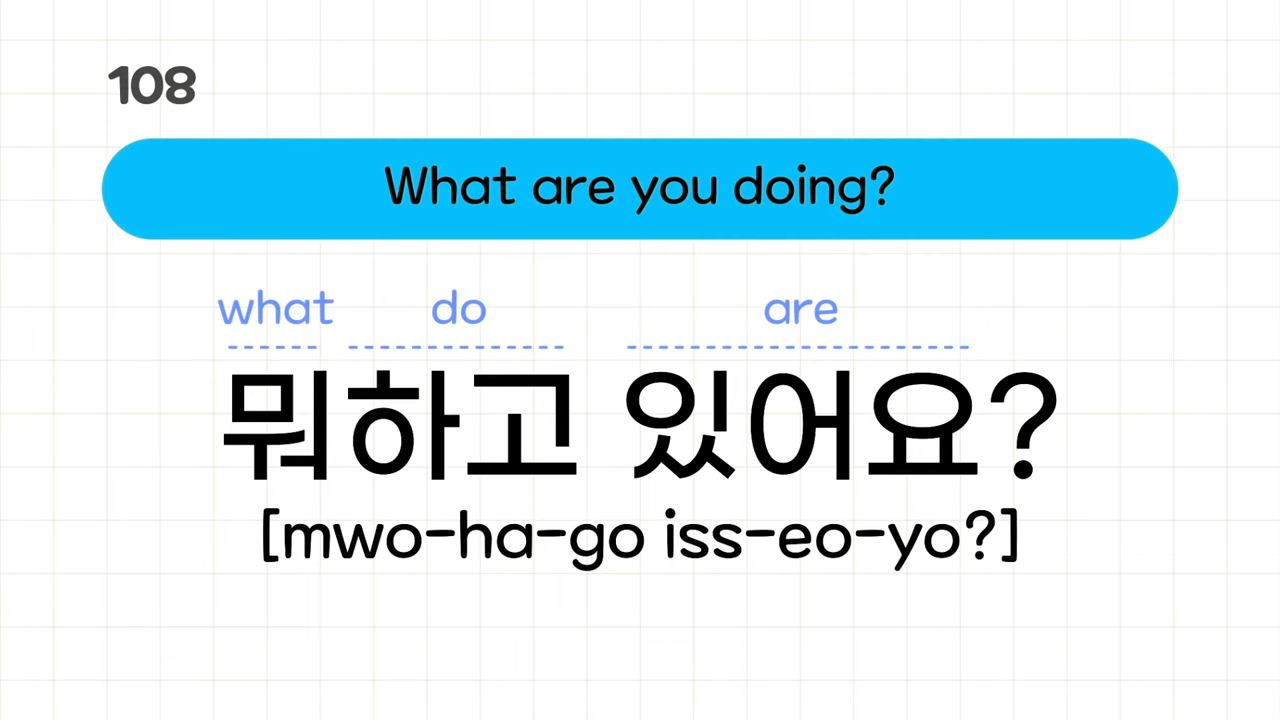 108
What are you doing?
what do are
뭐하고 있어요?
[mwo-ha-go iss-eo-yo?]